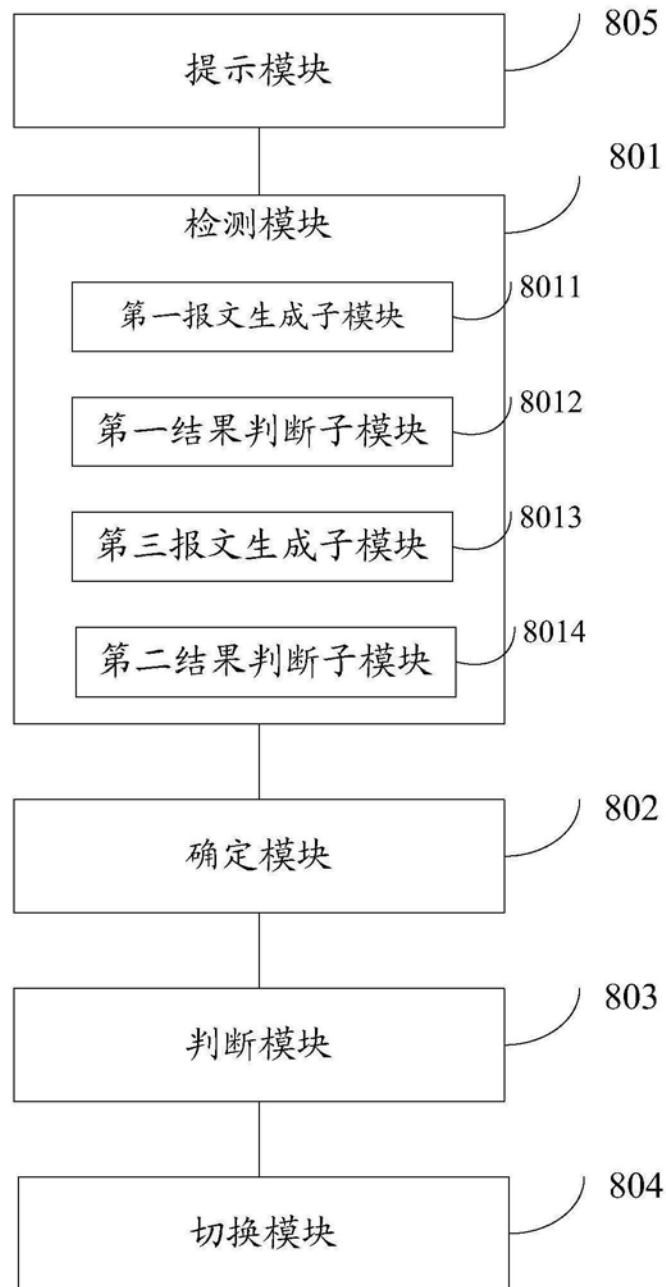 805
提示模块
801
检测模块
8011
第一报文生成子模块
8012
第一结果判断子模块
8013
第三报文生成子模块
8014
第二结果判断子模块
802
确定模块
803
判断模块
804
切换模块